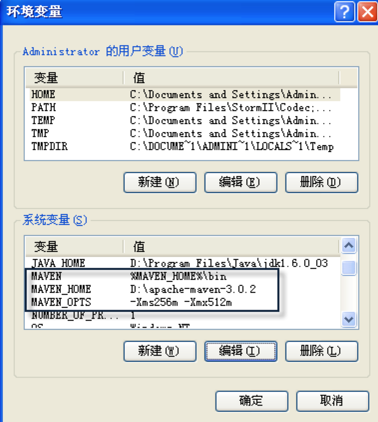 环境变量
Administrator 的用户变量(U)
变量 值
HOME C:\Documents and Settings\Admin...
PATH C:\Program Files\StormII\Codec;...
TEMP C:\Documents and Settings\Admin...
TMP C:\Documents and Settings\Admin...
TMPDIR C:\DOCUME~1\ADMINI~1\LOCALS~1\Temp
新建(N) 编辑(E) 删除(D)
系统变量(S)
变量 值
JAVA_HOME D:\Program Files\Java\jdk1.6.0_03
MAVEN %MAVEN_HOME%\bin
MAVEN_HOME D:\apache-maven-3.0.2
MAVEN_OPTS -Xms256m -Xmx512m
NUMBER_OF_PR... 1
OS Windows_NT
新建(W) 编辑(I) 删除(L)
确定 取消